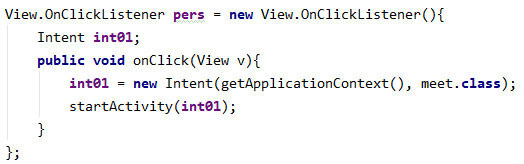 View.OnClickListener pers = new View.OnClickListener(){
    Intent int01;
    public void onClick(View v){
        int01 = new Intent(getApplicationContext(), meet.class);
        startActivity(int01);
    }
};